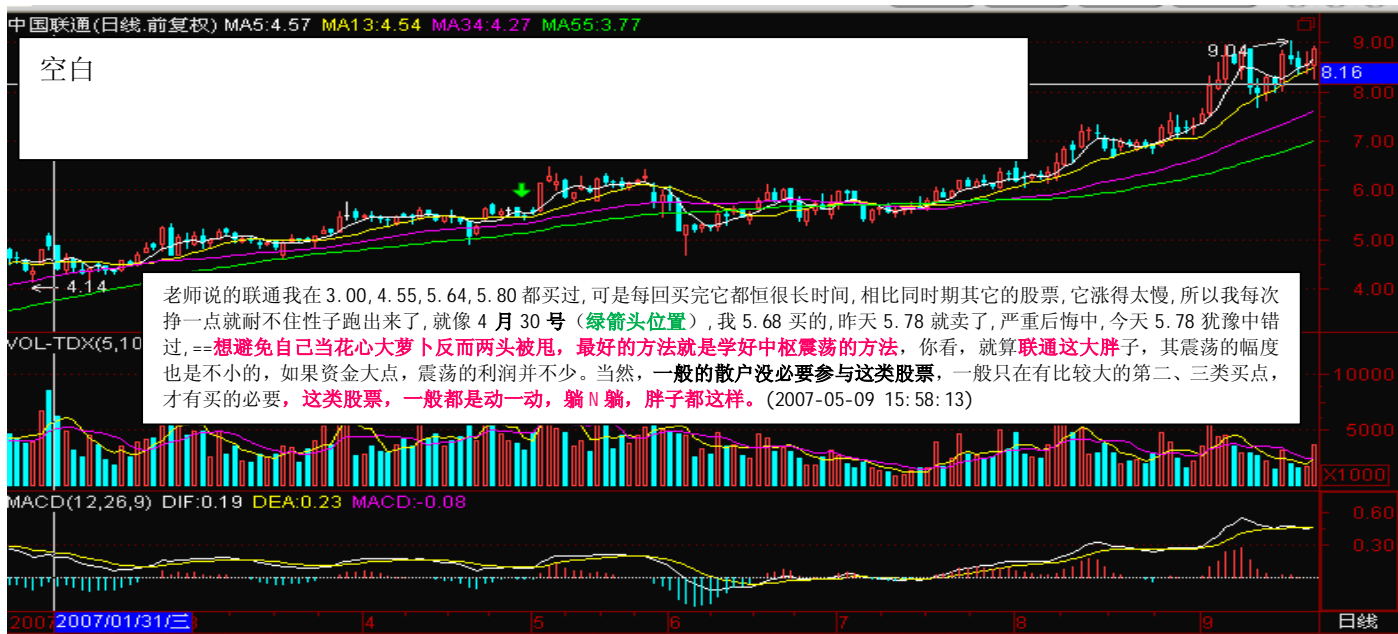 中国联通(日线.前复权) MA5:4.57 MA13:4.54 MA34:4.27 MA55:3.77
空白
9.04
9.00
8.16
8.00
7.00
6.00
5.00
4.00
4.14
老师说的联通我在3.00,4.55,5.64,5.80都买过,可是每回买完它都恒很长时间,相比同时期其它的股票,它涨得太慢,所以我每次
挣一点就耐不住性子跑出来了,就像4月30号（绿箭头位置）,我5.68买的,昨天5.78就卖了,严重后悔中,今天5.78犹豫中错
过,==想避免自己当花心大萝卜反而两头被甩，最好的方法就是学好中枢震荡的方法，你看，就算联通这大胖子，其震荡的幅度
也是不小的，如果资金大点，震荡的利润并不少。当然，一般的散户没必要参与这类股票，一般只在有比较大的第二、三类买点，
才有买的必要，这类股票，一般都是动一动，躺N躺，胖子都这样。(2007-05-09 15:58:13)
VOL-TDX(5,10
10000
5000
X1000
MACD(12,26,9) DIF:0.19 DEA:0.23 MACD:-0.08
0.60
0.30
2007 2007/01/31/三 4 5 6 7 8 9 日线